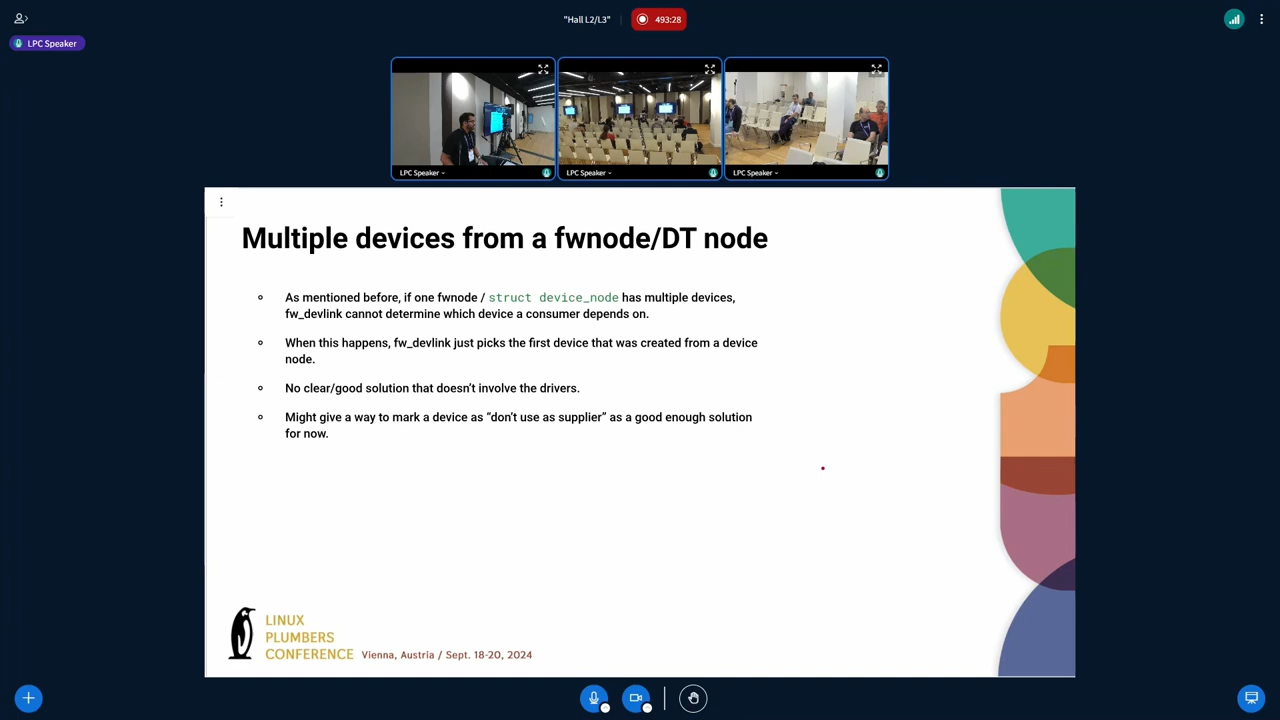 "Hall L2/L3"
493:28
LPC Speaker
LPC Speaker
LPC Speaker
LPC Speaker
Multiple devices from a fwnode/DT node
As mentioned before, if one fwnode / struct device_node has multiple devices,
fw_devlink cannot determine which device a consumer depends on.
When this happens, fw_devlink just picks the first device that was created from a device
node.
No clear/good solution that doesn't involve the drivers.
Might give a way to mark a device as “don't use as supplier” as a good enough solution
for now.
LINUX
PLUMBERS
CONFERENCE Vienna, Austria / Sept. 18-20, 2024